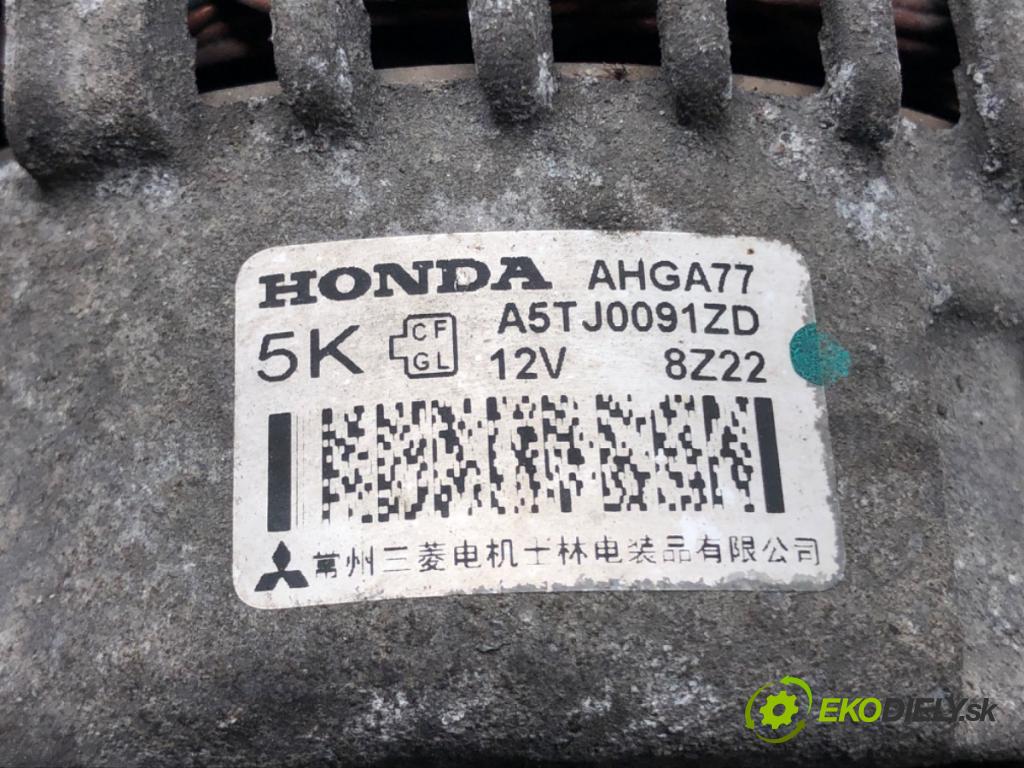 HONDA AHGA77
5K CF GL A5TJ0091ZD
12V 8Z22
常州三菱电机士林电装品有限公司
EKODIELY.sk